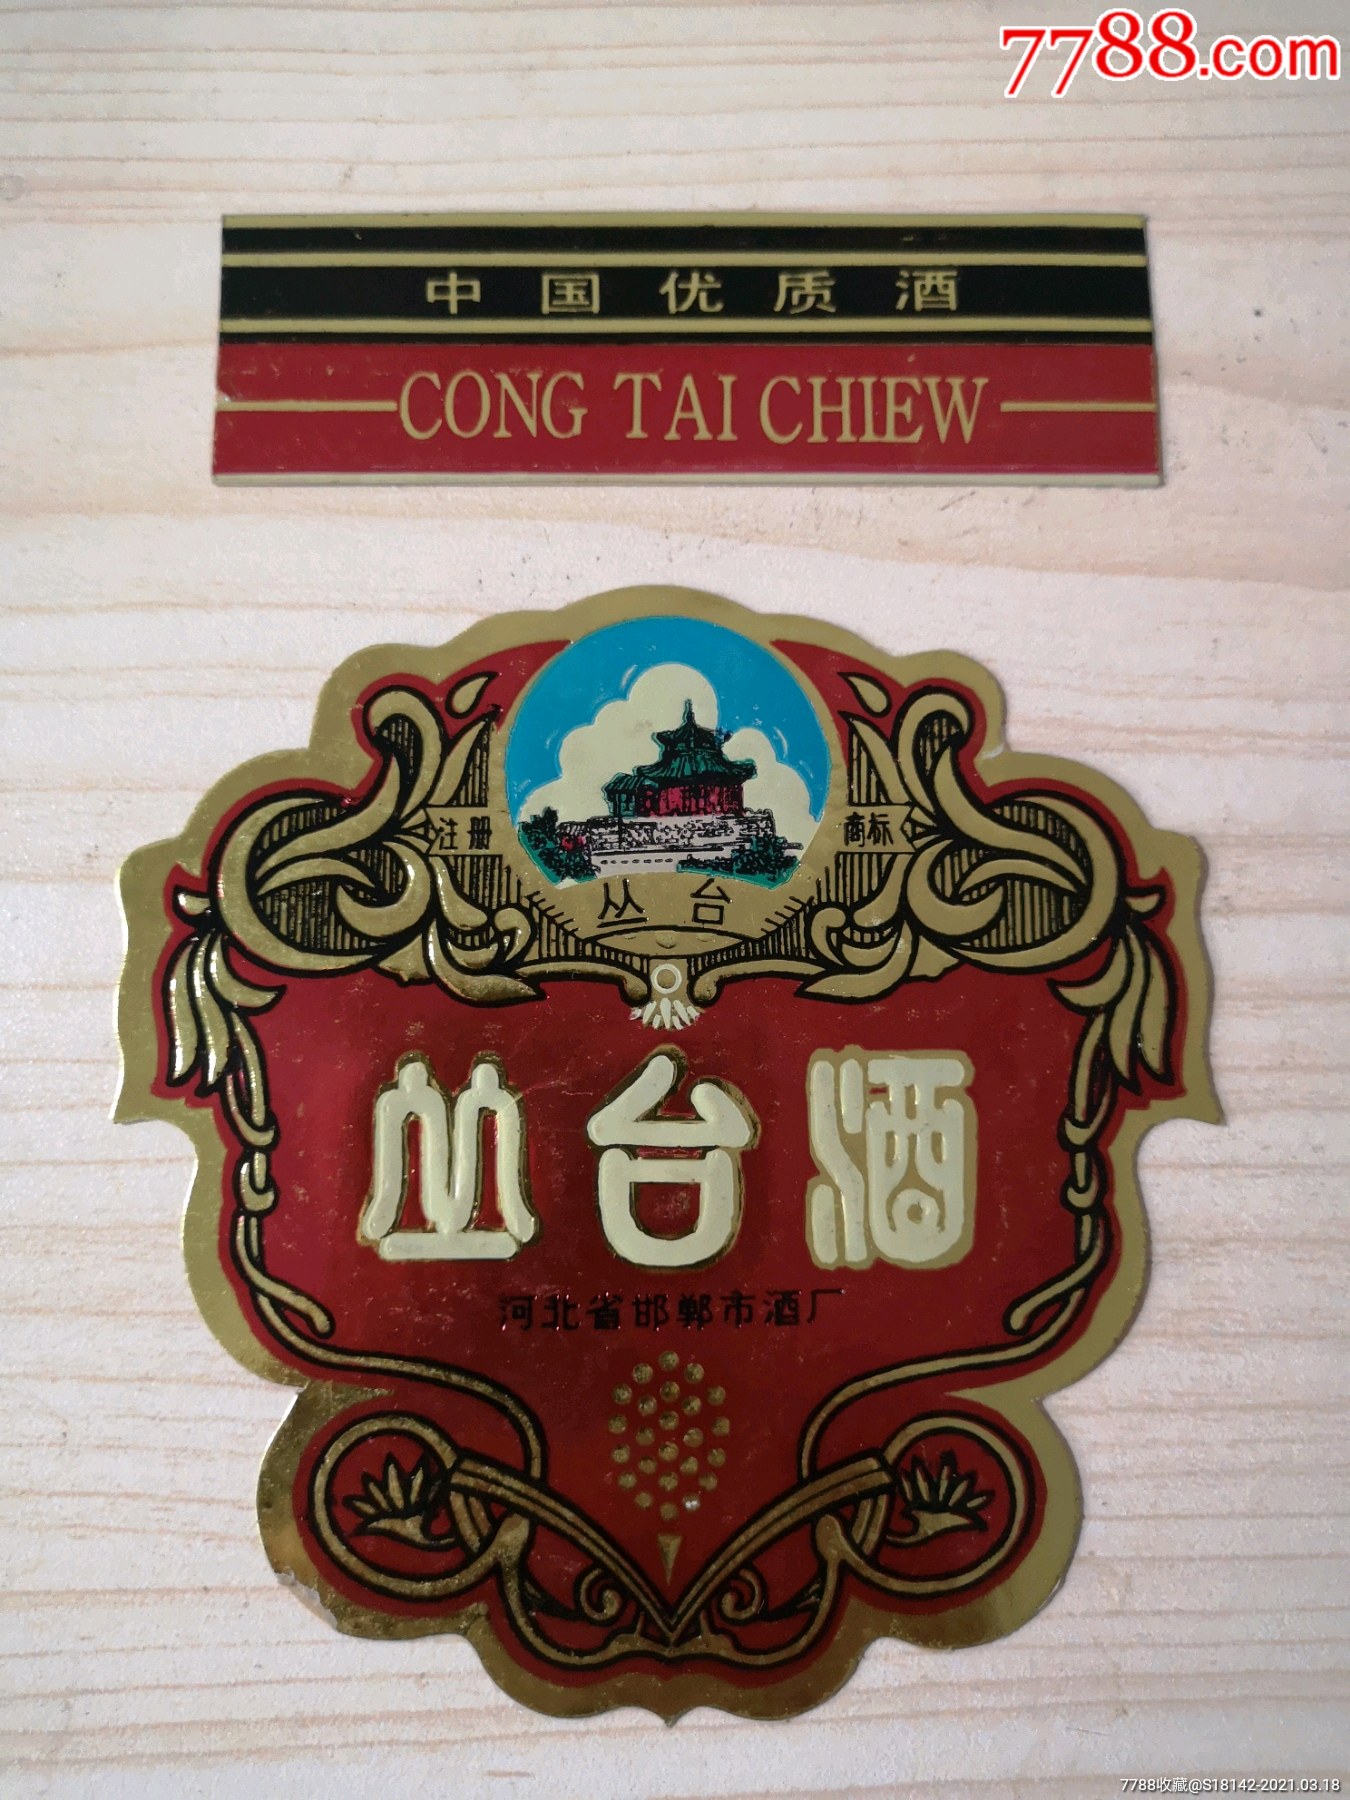 7788.com
中国优质酒
CONG TAI CHIEW
注册 商标
丛台
丛台酒
河北省邯郸市酒厂
7788收藏@S18142-2021.03.18